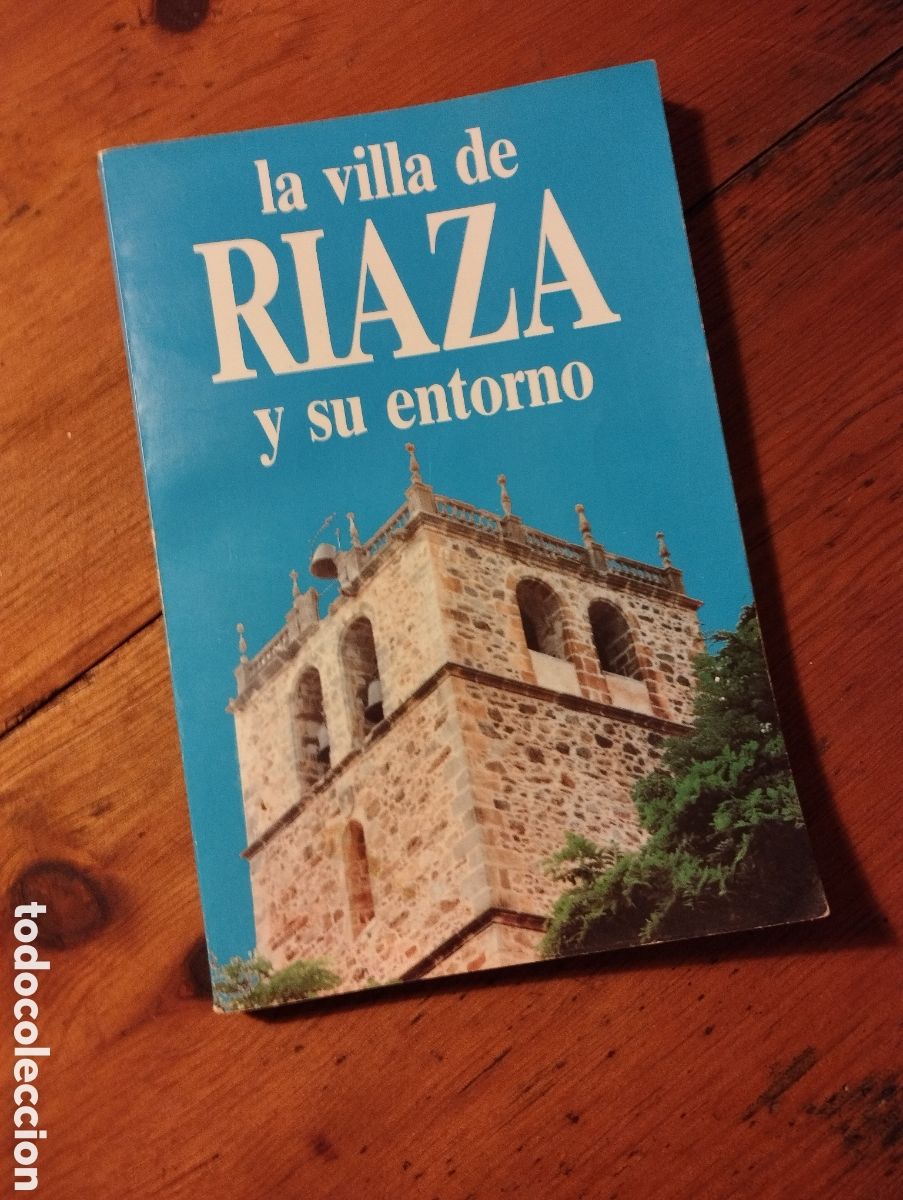 la villa de
RIAZA
y su entorno
todocoleccion